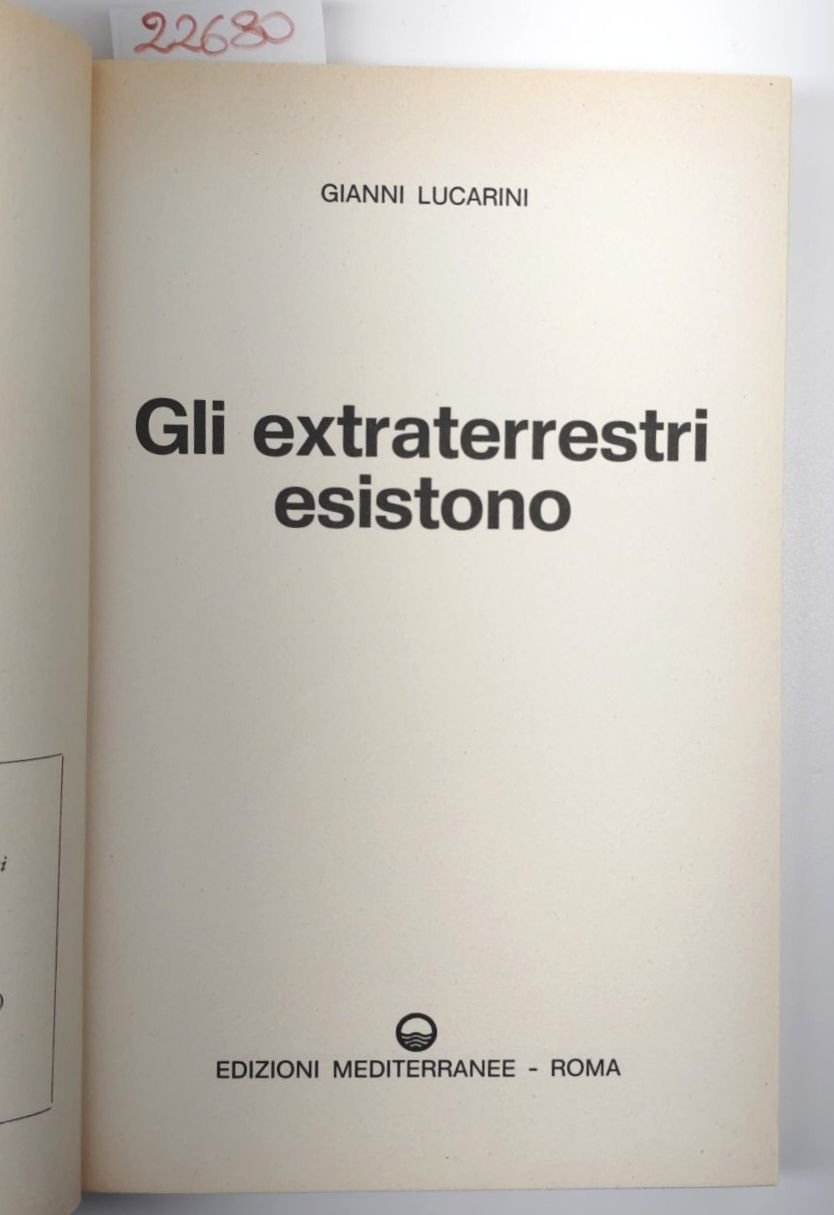 22680
GIANNI LUCARINI
Gli extraterrestri
esistono
EDIZIONI MEDITERRANEE - ROMA